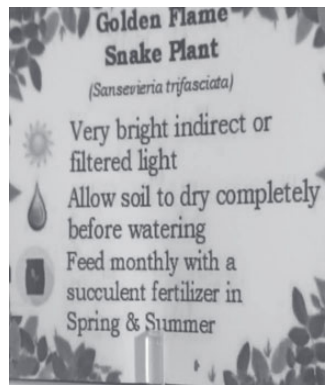 Golden Flame
Snake Plant
(Sansevieria trifasciata)
Very bright indirect or
filtered light
Allow soil to dry completely
before watering
Feed monthly with a
succulent fertilizer in
Spring & Summer